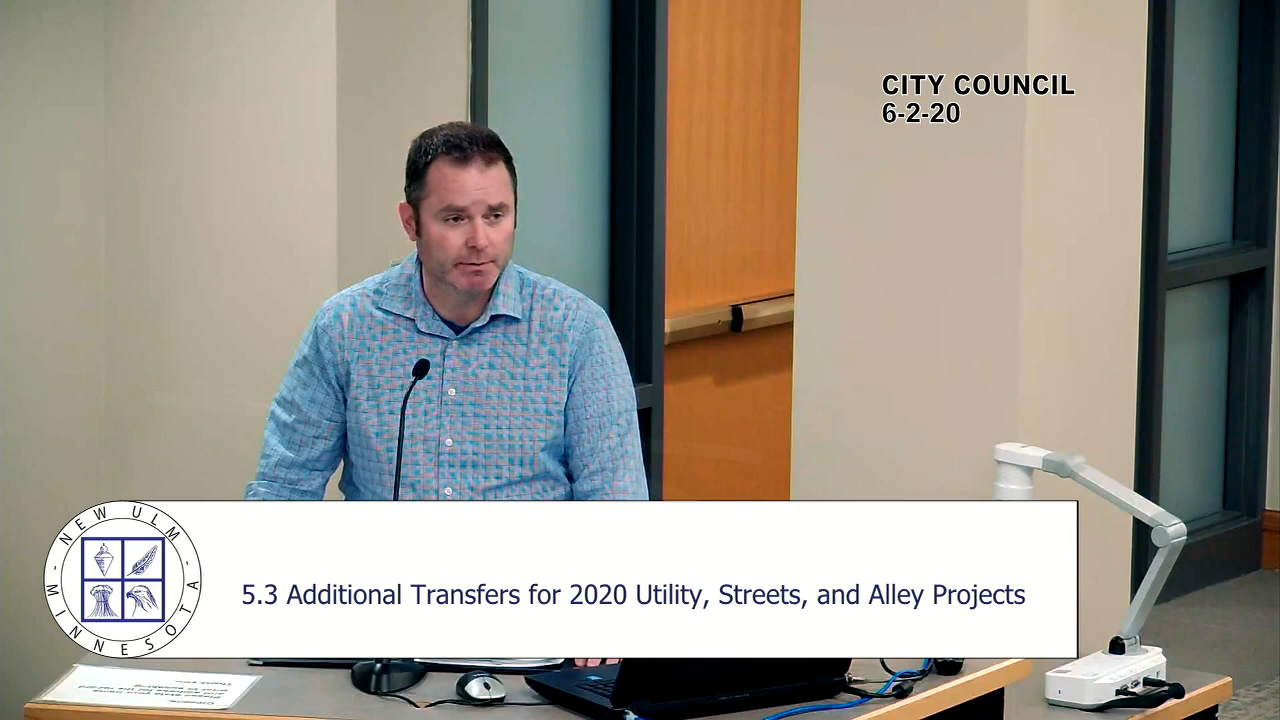 CITY COUNCIL
6-2-20
NEW ULM
MINNESOTA
5.3 Additional Transfers for 2020 Utility, Streets, and Alley Projects